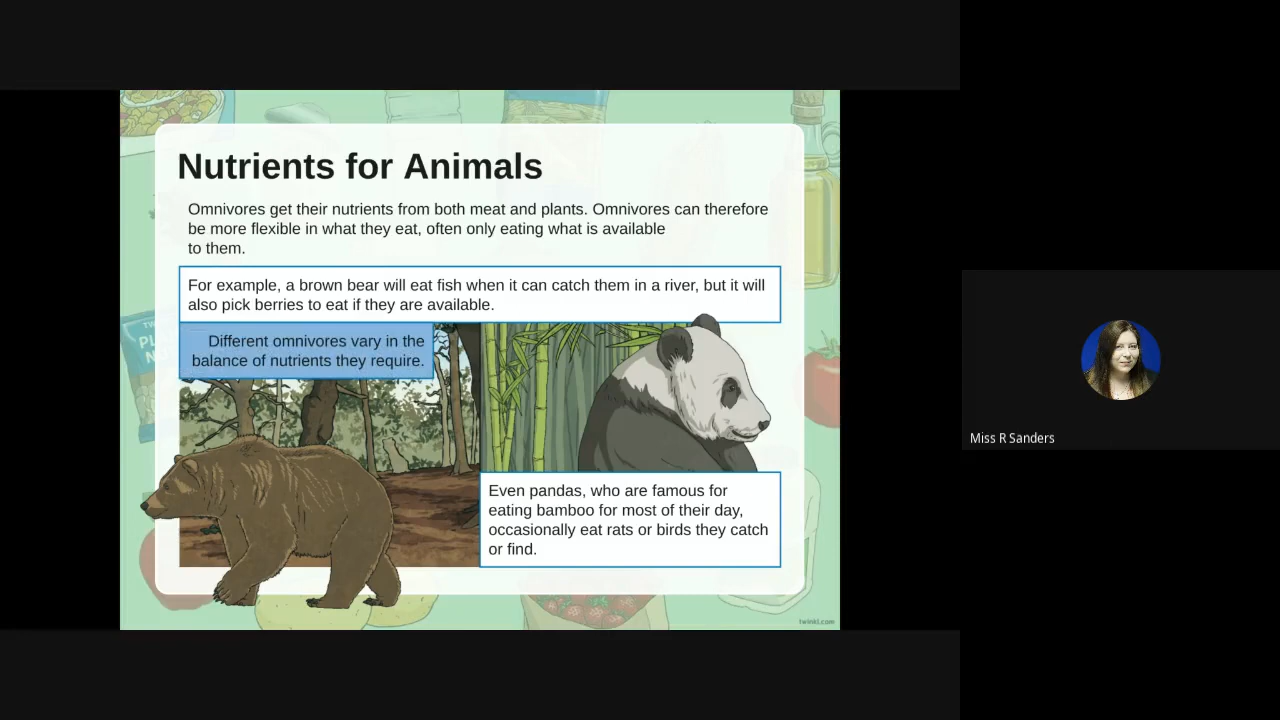 Nutrients for Animals
Omnivores get their nutrients from both meat and plants. Omnivores can therefore
be more flexible in what they eat, often only eating what is available
to them.
For example, a brown bear will eat fish when it can catch them in a river, but it will
also pick berries to eat if they are available.
Different omnivores vary in the
balance of nutrients they require.
Even pandas, who are famous for
eating bamboo for most of their day,
occasionally eat rats or birds they catch
or find.
twinkl.com
Miss R Sanders